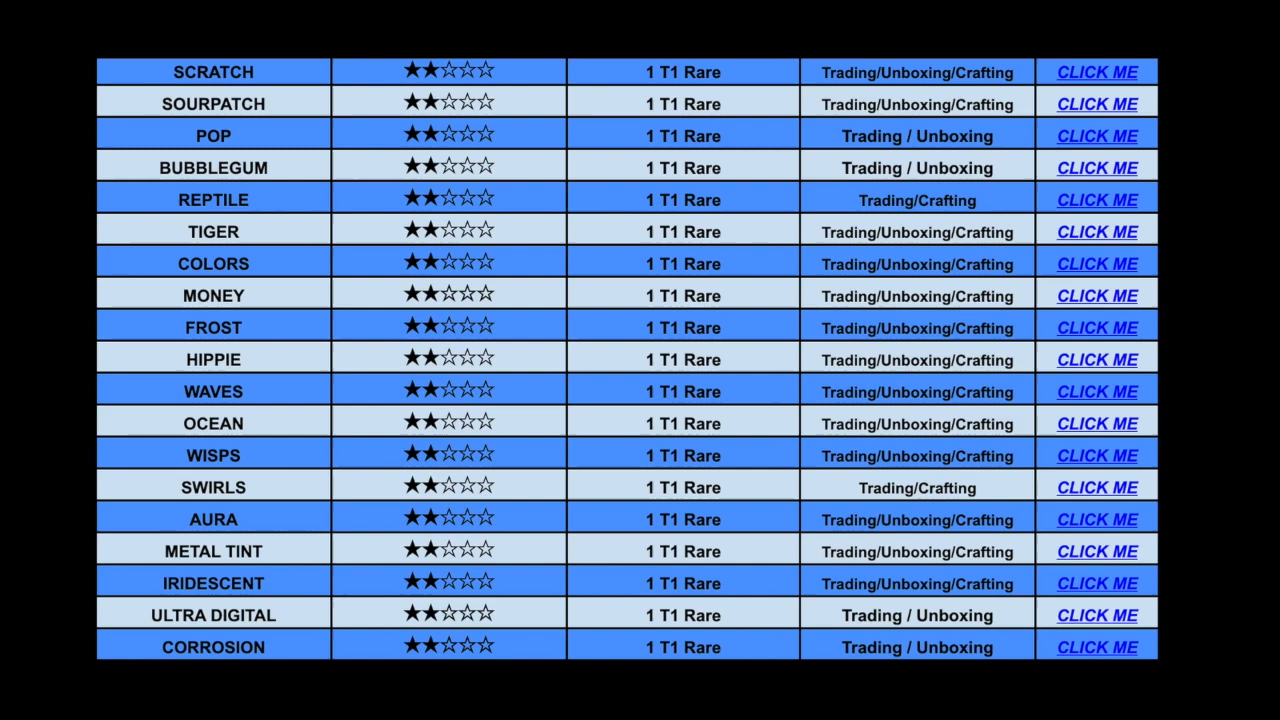 SCRATCH ★★☆☆☆ 1 T1 Rare Trading/Unboxing/Crafting CLICK ME
SOURPATCH ★★☆☆☆ 1 T1 Rare Trading/Unboxing/Crafting CLICK ME
POP ★★☆☆☆ 1 T1 Rare Trading / Unboxing CLICK ME
BUBBLEGUM ★★☆☆☆ 1 T1 Rare Trading / Unboxing CLICK ME
REPTILE ★★☆☆☆ 1 T1 Rare Trading/Crafting CLICK ME
TIGER ★★☆☆☆ 1 T1 Rare Trading/Unboxing/Crafting CLICK ME
COLORS ★★☆☆☆ 1 T1 Rare Trading/Unboxing/Crafting CLICK ME
MONEY ★★☆☆☆ 1 T1 Rare Trading/Unboxing/Crafting CLICK ME
FROST ★★☆☆☆ 1 T1 Rare Trading/Unboxing/Crafting CLICK ME
HIPPIE ★★☆☆☆ 1 T1 Rare Trading/Unboxing/Crafting CLICK ME
WAVES ★★☆☆☆ 1 T1 Rare Trading/Unboxing/Crafting CLICK ME
OCEAN ★★☆☆☆ 1 T1 Rare Trading/Unboxing/Crafting CLICK ME
WISPS ★★☆☆☆ 1 T1 Rare Trading/Unboxing/Crafting CLICK ME
SWIRLS ★★☆☆☆ 1 T1 Rare Trading/Crafting CLICK ME
AURA ★★☆☆☆ 1 T1 Rare Trading/Unboxing/Crafting CLICK ME
METAL TINT ★★☆☆☆ 1 T1 Rare Trading/Unboxing/Crafting CLICK ME
IRIDESCENT ★★☆☆☆ 1 T1 Rare Trading/Unboxing/Crafting CLICK ME
ULTRA DIGITAL ★★☆☆☆ 1 T1 Rare Trading / Unboxing CLICK ME
CORROSION ★★☆☆☆ 1 T1 Rare Trading / Unboxing CLICK ME